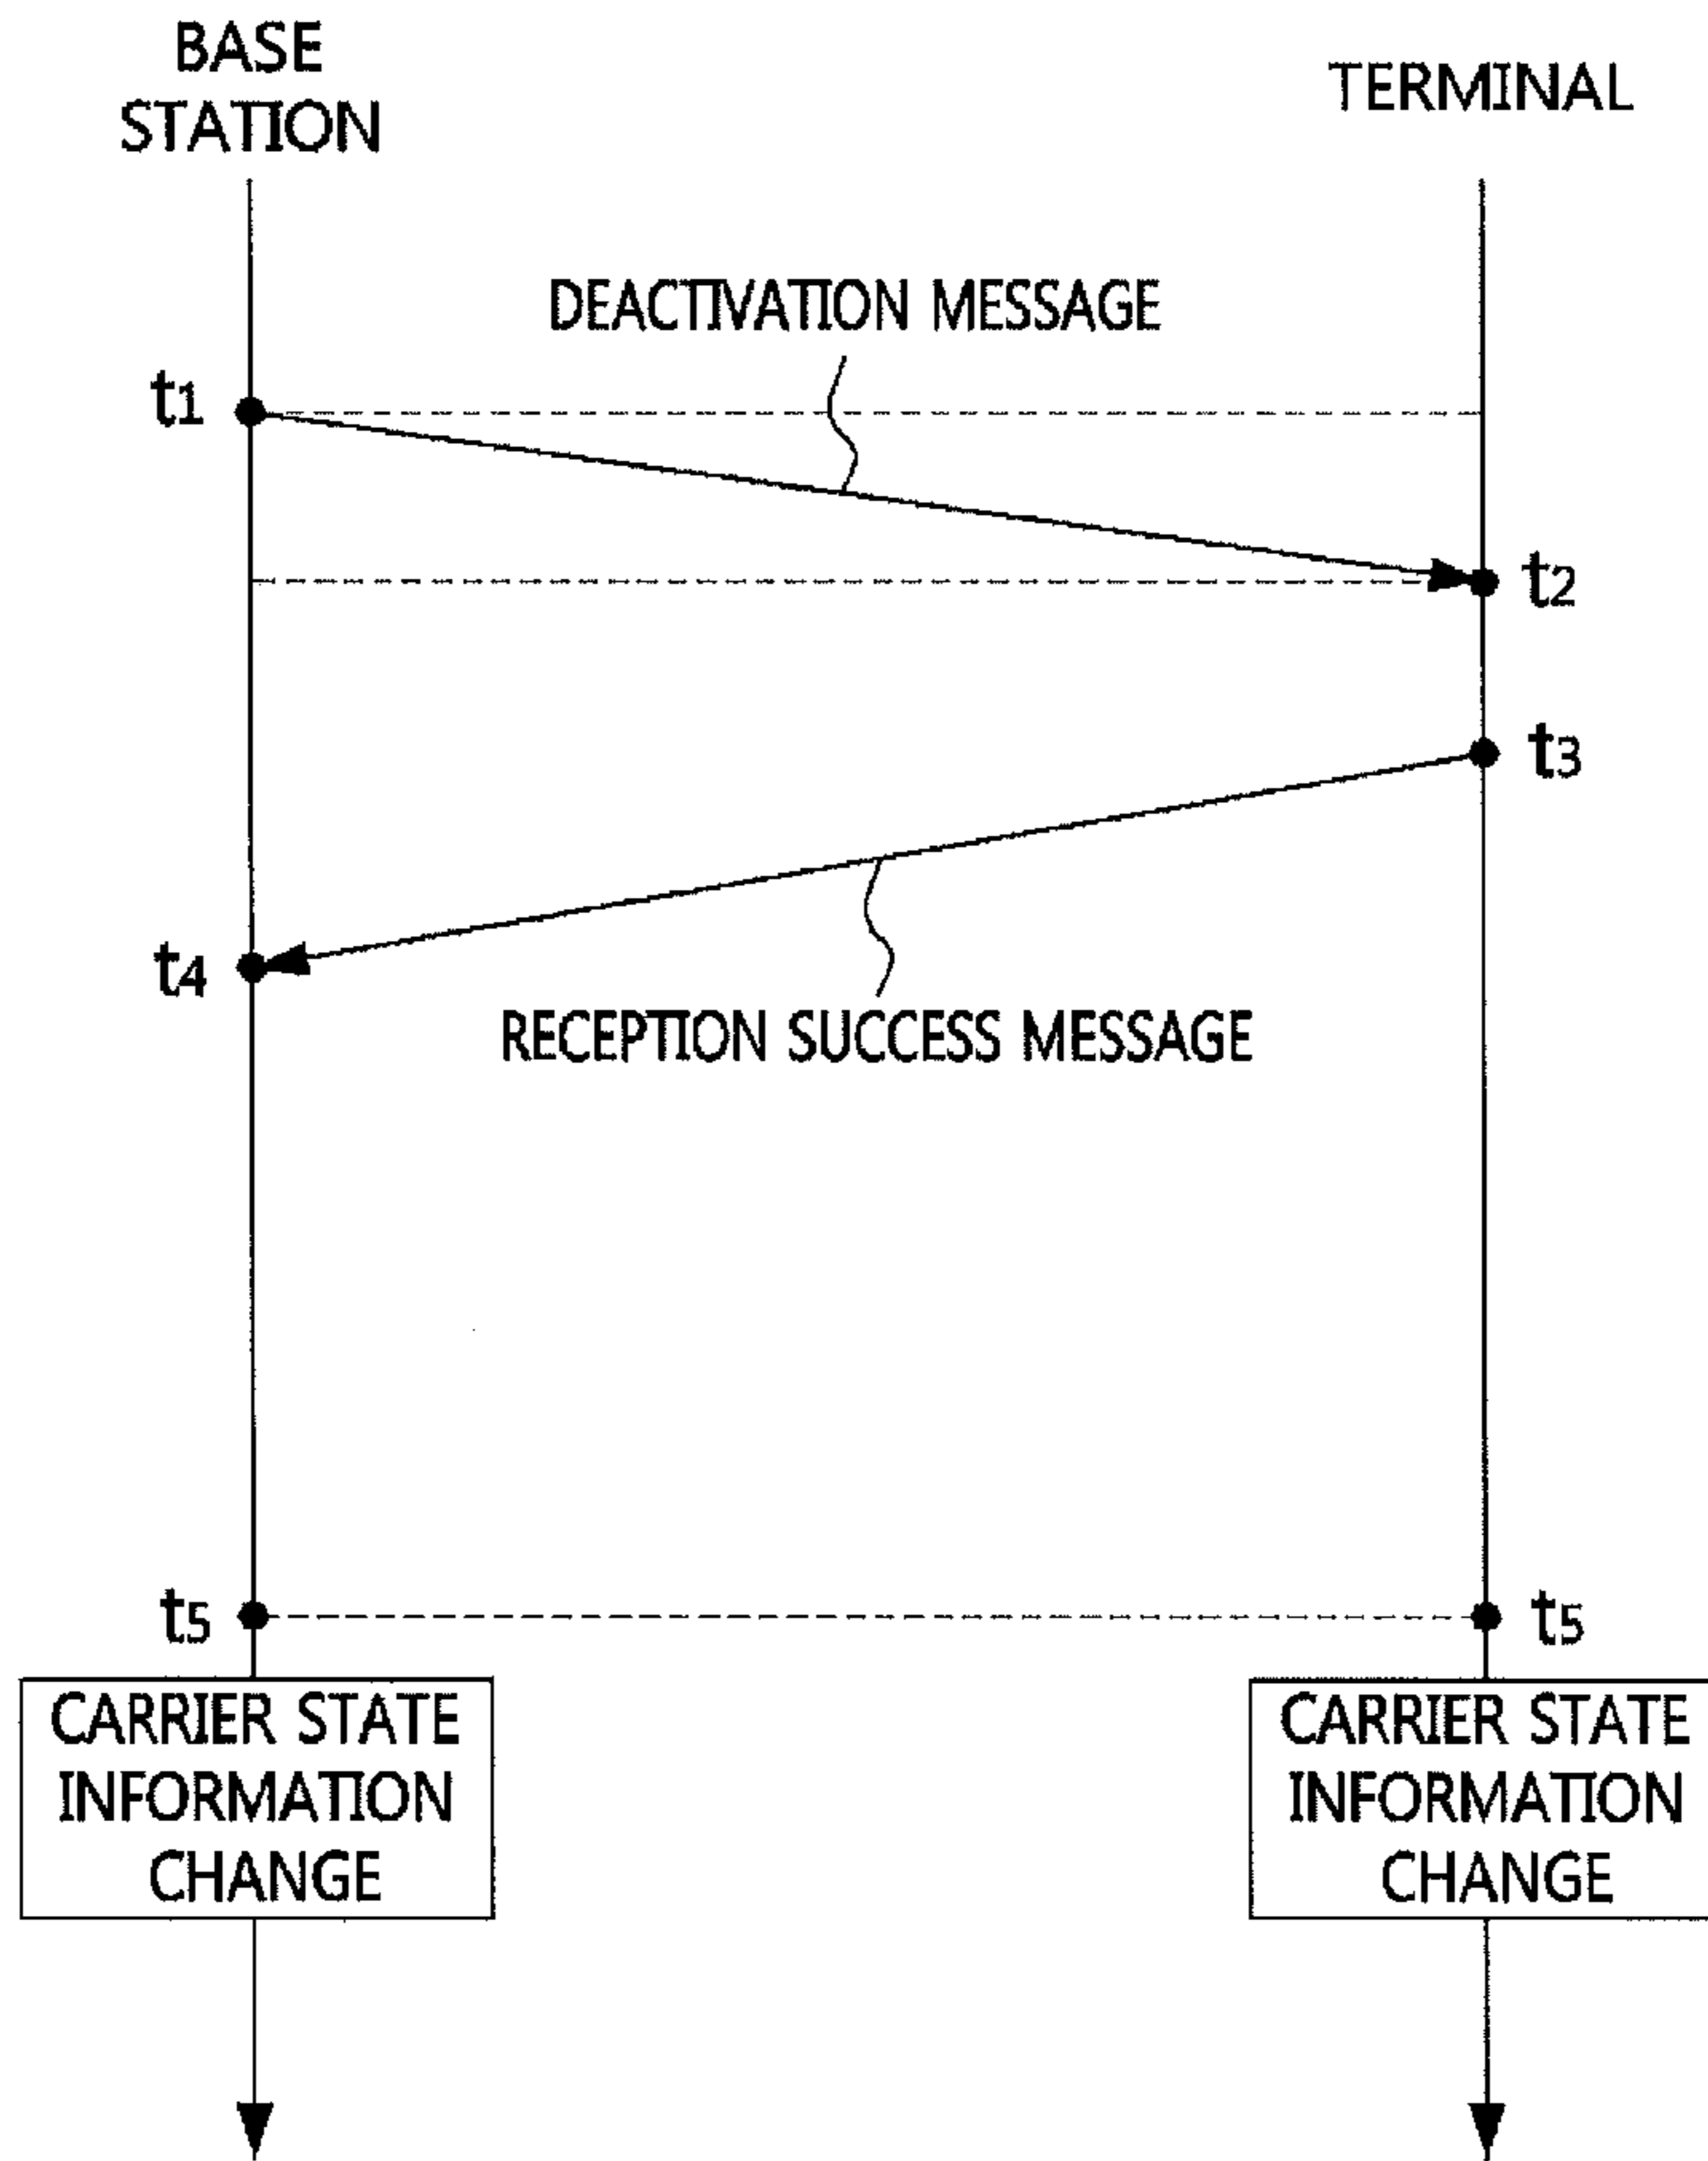 BASE
STATION
TERMINAL
DEACTIVATION MESSAGE
t1
t2
t3
t4
RECEPTION SUCCESS MESSAGE
t5
t5
CARRIER STATE
INFORMATION
CHANGE
CARRIER STATE
INFORMATION
CHANGE